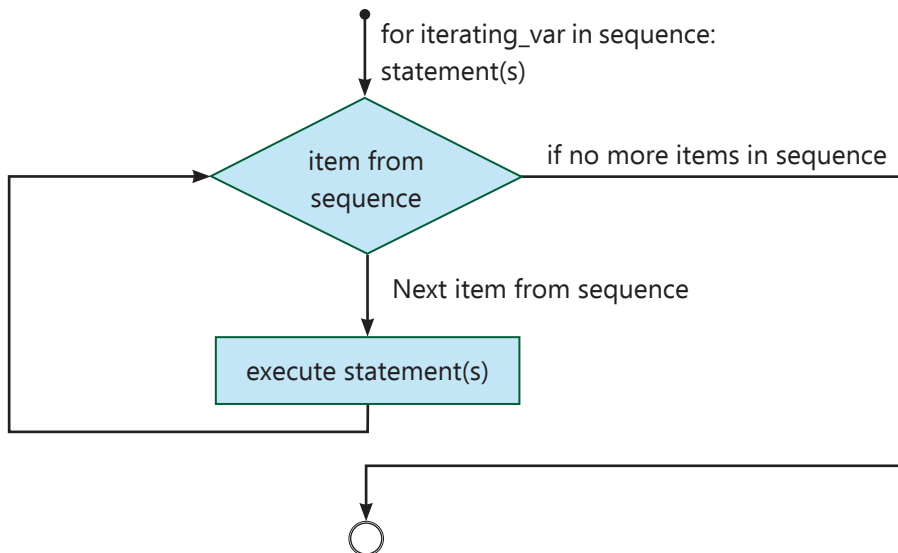 for iterating_var in sequence:
statement(s)
item from
sequence
if no more items in sequence
Next item from sequence
execute statement(s)